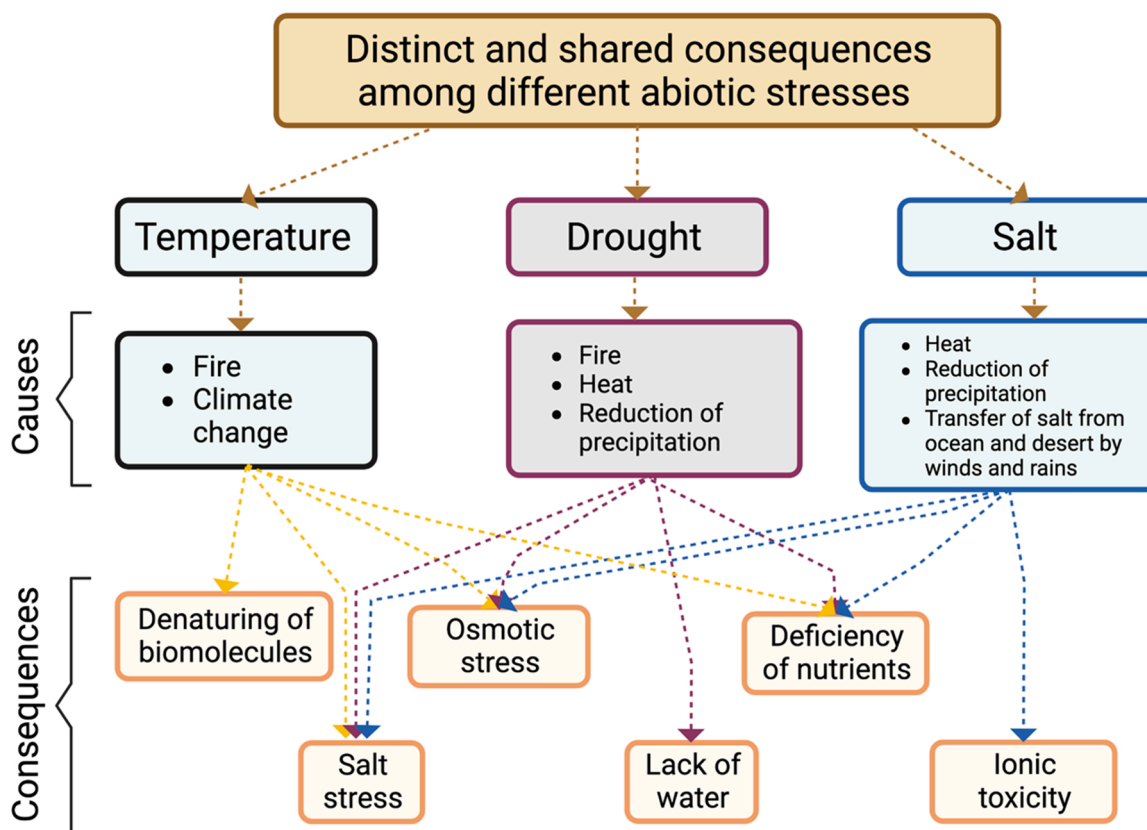 Distinct and shared consequences
among different abiotic stresses
Temperature
Drought
Salt
Causes
• Fire
• Climate
change
• Fire
• Heat
• Reduction of
precipitation
• Heat
• Reduction of
precipitation
• Transfer of salt from
ocean and desert by
winds and rains
Consequences
Denaturing of
biomolecules
Osmotic
stress
Deficiency
of nutrients
Salt
stress
Lack of
water
Ionic
toxicity